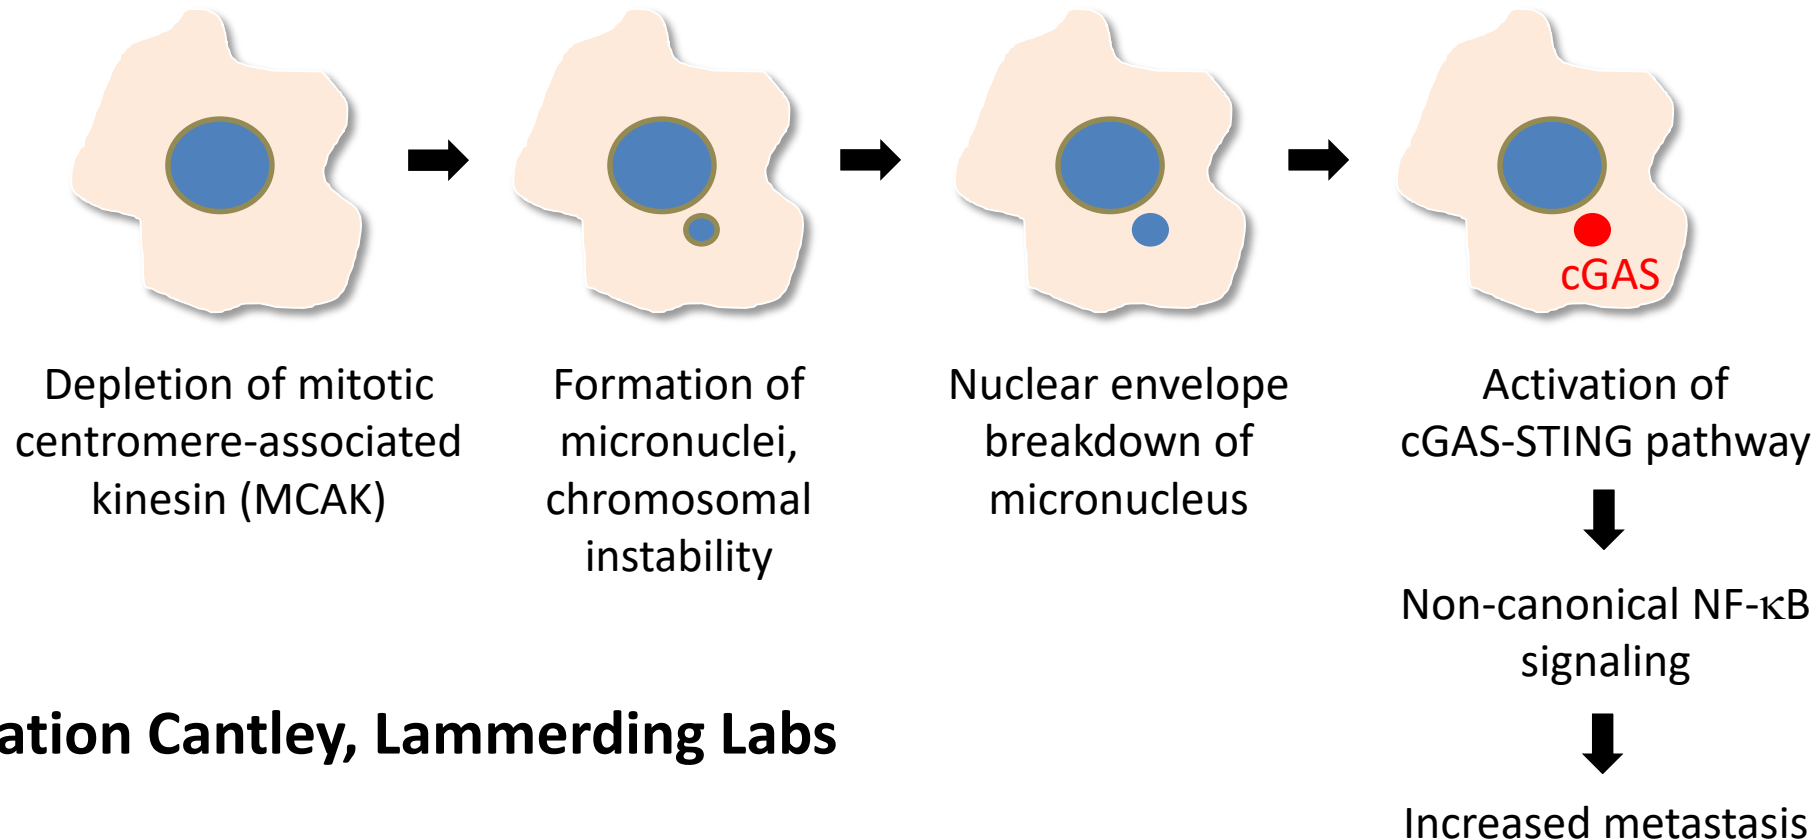 cGAS
Depletion of mitotic
centromere-associated
kinesin (MCAK)
Formation of
micronuclei,
chromosomal
instability
Nuclear envelope
breakdown of
micronucleus
Activation of
cGAS-STING pathway
Non-canonical NF-κB
signaling
Increased metastasis
ation Cantley, Lammerding Labs